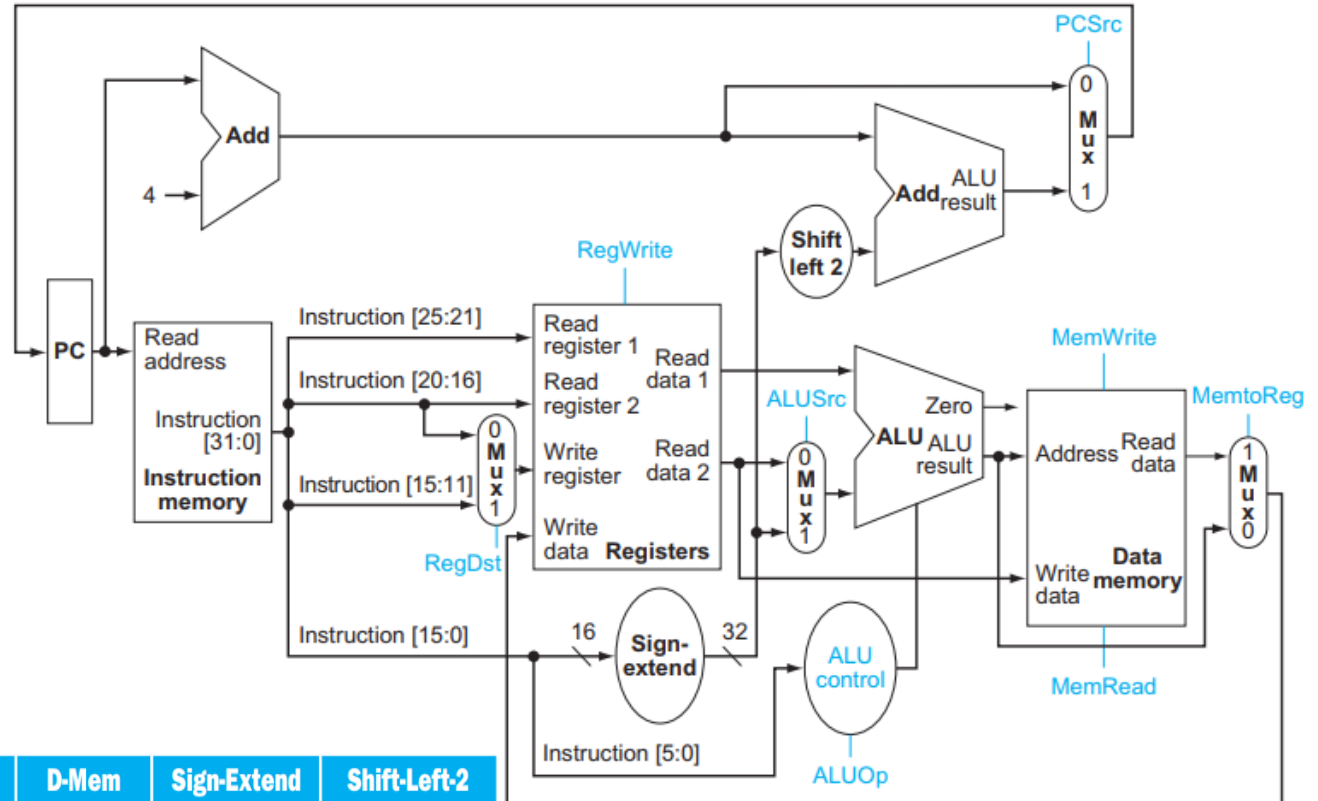 PCSrc
0
M
u
x
1
Add
4
Add
ALU
result
Shift
left 2
RegWrite
PC
Read
address
Instruction
[31:0]
Instruction
memory
Instruction [25:21]
Instruction [20:16]
Instruction [15:11]
0
M
u
x
1
RegDst
Read
register 1
Read
register 2
Write
register
Write
data
Registers
Read
data 1
Read
data 2
ALUSrc
0
M
u
x
1
Zero
ALU
ALU
result
MemWrite
Address
Read
data
Write
data
Data
memory
MemRead
MemtoReg
1
M
u
x
0
Instruction [15:0]
16
Sign-
extend
32
ALU
control
Instruction [5:0]
ALUOp
D-Mem
Sign-Extend
Shift-Left-2